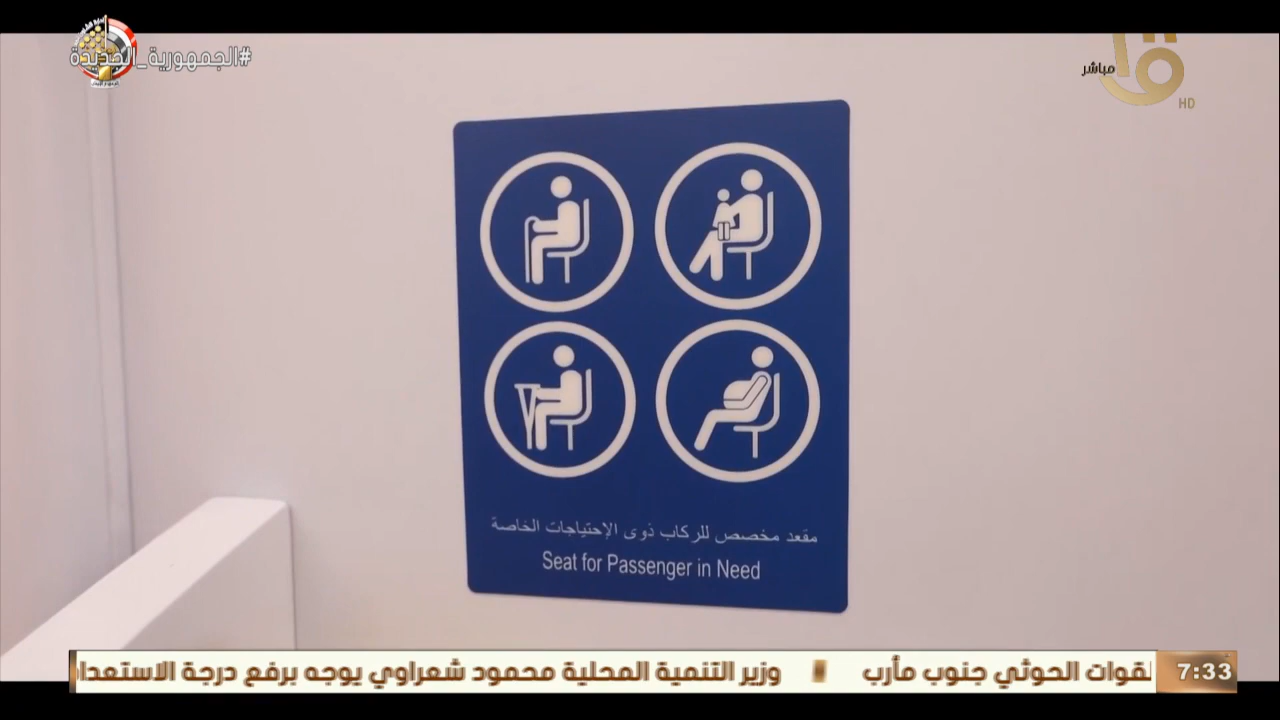 #الجمهورية_الجديدة
مباشر
HD
مقعد مخصص للركاب ذوى الإحتياجات الخاصة
Seat for Passenger in Need
لقوات الحوثي جنوب مأرب
وزير التنمية المحلية محمود شعراوي يوجه برفع درجة الاستعدا
7:33